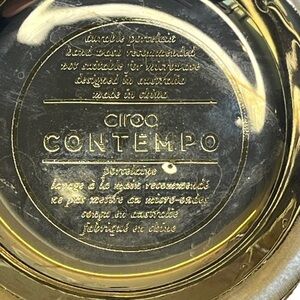 durable porcelain
hand wash recommended
not suitable for microwave
designed in australia
made in china
circa
CONTEMPO
porcelaine
lavage à la main recommandé
ne pas mettre au micro-ondes
conçu en australie
fabriqué en chine